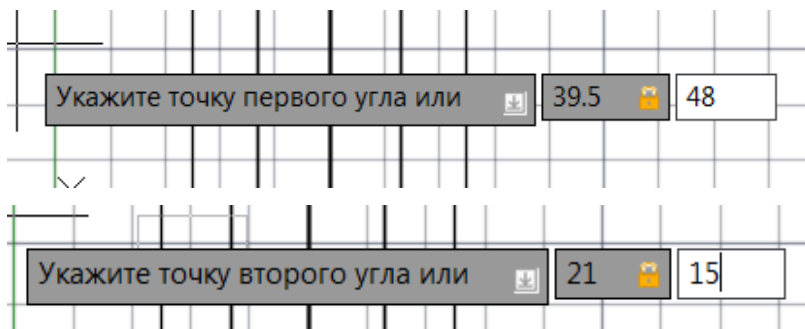 Укажите точку первого угла или 39.5 48
Укажите точку второго угла или 21 15